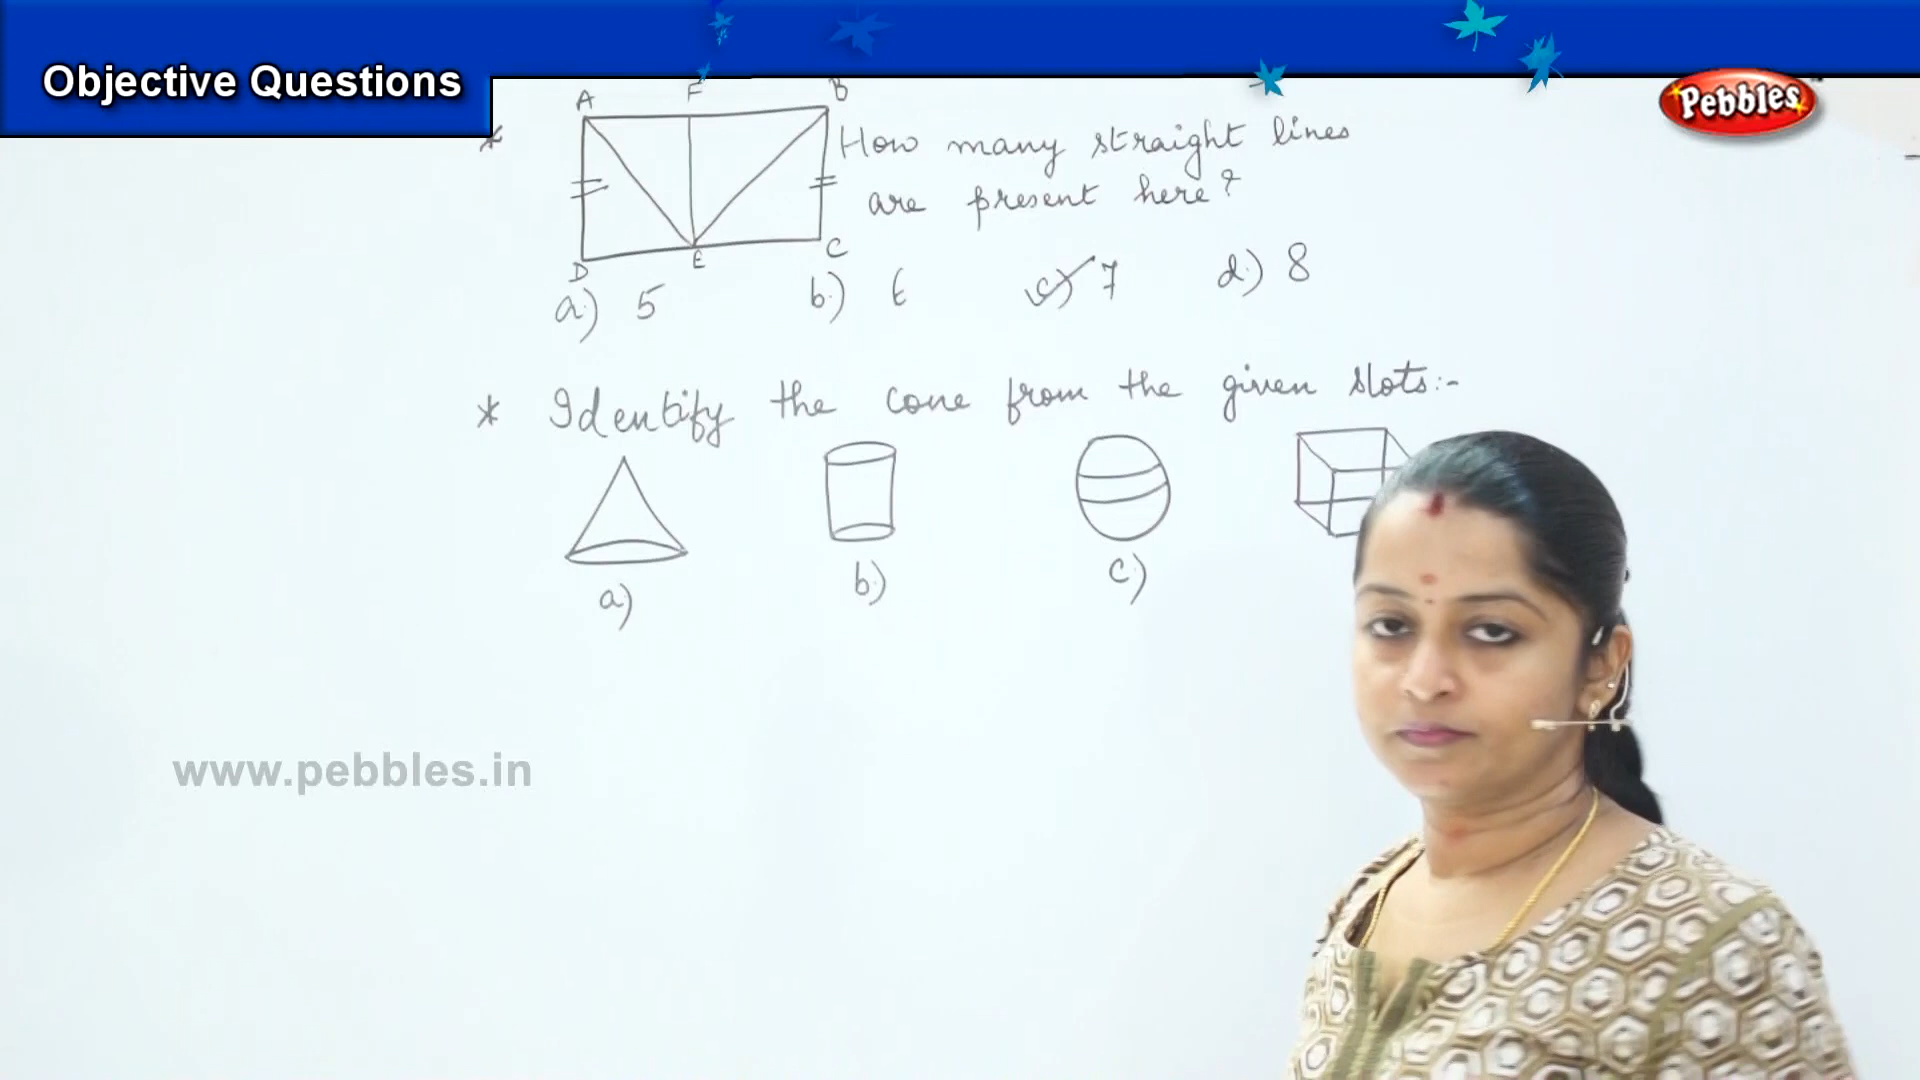 Objective Questions
Pebbles
A F B
* How many straight lines
are present here?
D E C
a) 5 b) 6 c) 7 d) 8
* Identify the cone from the given slots:-
a) b) c)
www.pebbles.in